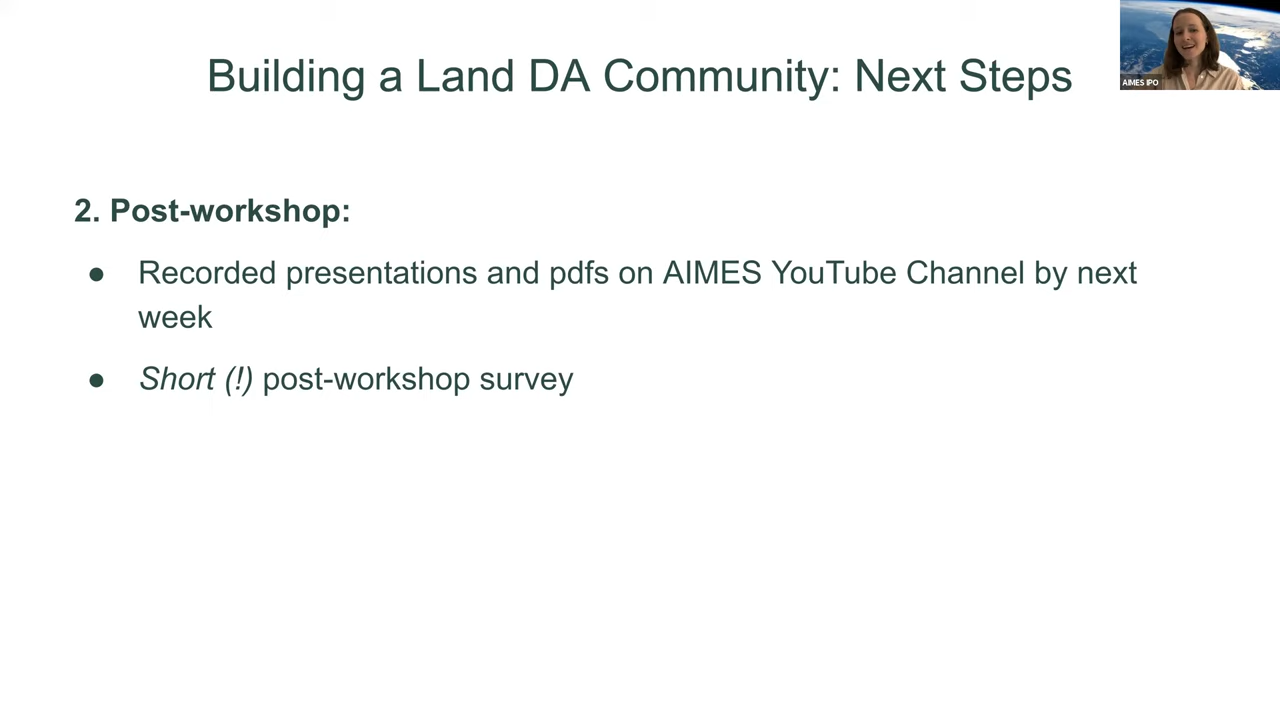 Building a Land DA Community: Next Steps
AIMES IPO
2. Post-workshop:
● Recorded presentations and pdfs on AIMES YouTube Channel by next
week
● Short (!) post-workshop survey